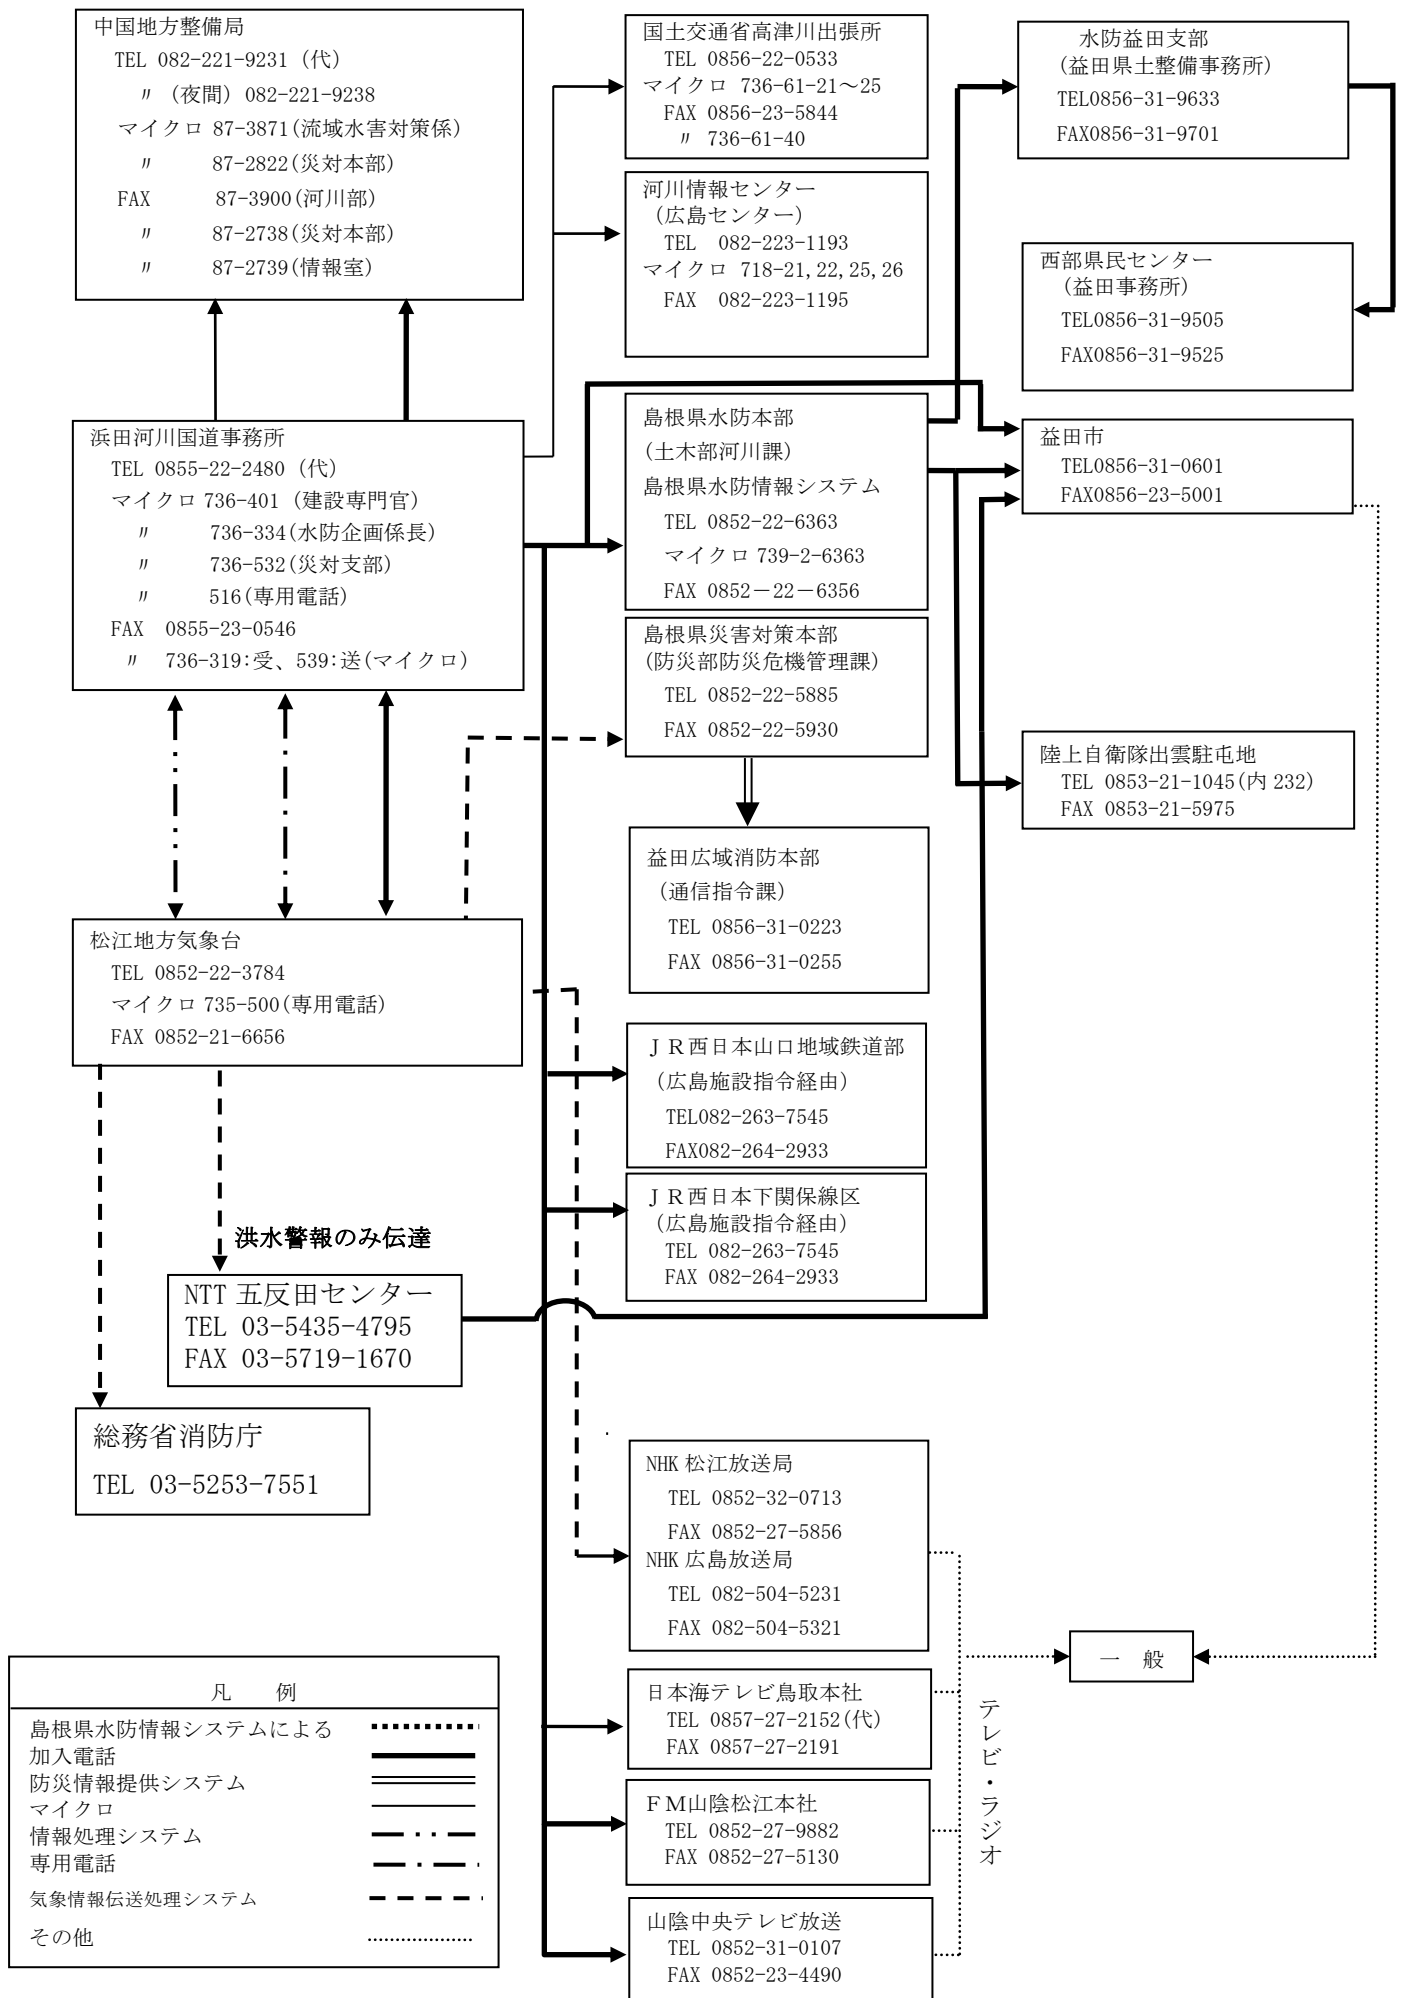 中国地方整備局
TEL 082-221-9231（代）
〃（夜間）082-221-9238
マイクロ 87-3871(流域水害対策係)
〃 87-2822(災対本部)
FAX 87-3900(河川部)
〃 87-2738(災対本部)
〃 87-2739(情報室)
国土交通省高津川出張所
TEL 0856-22-0533
マイクロ 736-61-21～25
FAX 0856-23-5844
〃 736-61-40
水防益田支部
(益田県土整備事務所)
TEL0856-31-9633
FAX0856-31-9701
河川情報センター
（広島センター）
TEL 082-223-1193
マイクロ 718-21,22,25,26
FAX 082-223-1195
西部県民センター
（益田事務所）
TEL0856-31-9505
FAX0856-31-9525
浜田河川国道事務所
TEL 0855-22-2480（代）
マイクロ 736-401（建設専門官）
〃 736-334(水防企画係長)
〃 736-532(災対支部)
〃 516(専用電話)
FAX 0855-23-0546
〃 736-319:受、539:送(マイクロ)
島根県水防本部
(土木部河川課)
島根県水防情報システム
TEL 0852-22-6363
マイクロ 739-2-6363
FAX 0852－22－6356
益田市
TEL0856-31-0601
FAX0856-23-5001
島根県災害対策本部
(防災部防災危機管理課)
TEL 0852-22-5885
FAX 0852-22-5930
陸上自衛隊出雲駐屯地
TEL 0853-21-1045(内 232)
FAX 0853-21-5975
益田広域消防本部
（通信指令課）
TEL 0856-31-0223
FAX 0856-31-0255
松江地方気象台
TEL 0852-22-3784
マイクロ 735-500(専用電話)
FAX 0852-21-6656
ＪＲ西日本山口地域鉄道部
（広島施設指令経由）
TEL082-263-7545
FAX082-264-2933
ＪＲ西日本下関保線区
（広島施設指令経由）
TEL 082-263-7545
FAX 082-264-2933
洪水警報のみ伝達
NTT 五反田センター
TEL 03-5435-4795
FAX 03-5719-1670
総務省消防庁
TEL 03-5253-7551
NHK 松江放送局
TEL 0852-32-0713
FAX 0852-27-5856
NHK 広島放送局
TEL 082-504-5231
FAX 082-504-5321
一　般
日本海テレビ鳥取本社
TEL 0857-27-2152(代)
FAX 0857-27-2191
テレビ・ラジオ
ＦＭ山陰松江本社
TEL 0852-27-9882
FAX 0852-27-5130
山陰中央テレビ放送
TEL 0852-31-0107
FAX 0852-23-4490
凡　例
島根県水防情報システムによる
加入電話
防災情報提供システム
マイクロ
情報処理システム
専用電話
気象情報伝送処理システム
その他